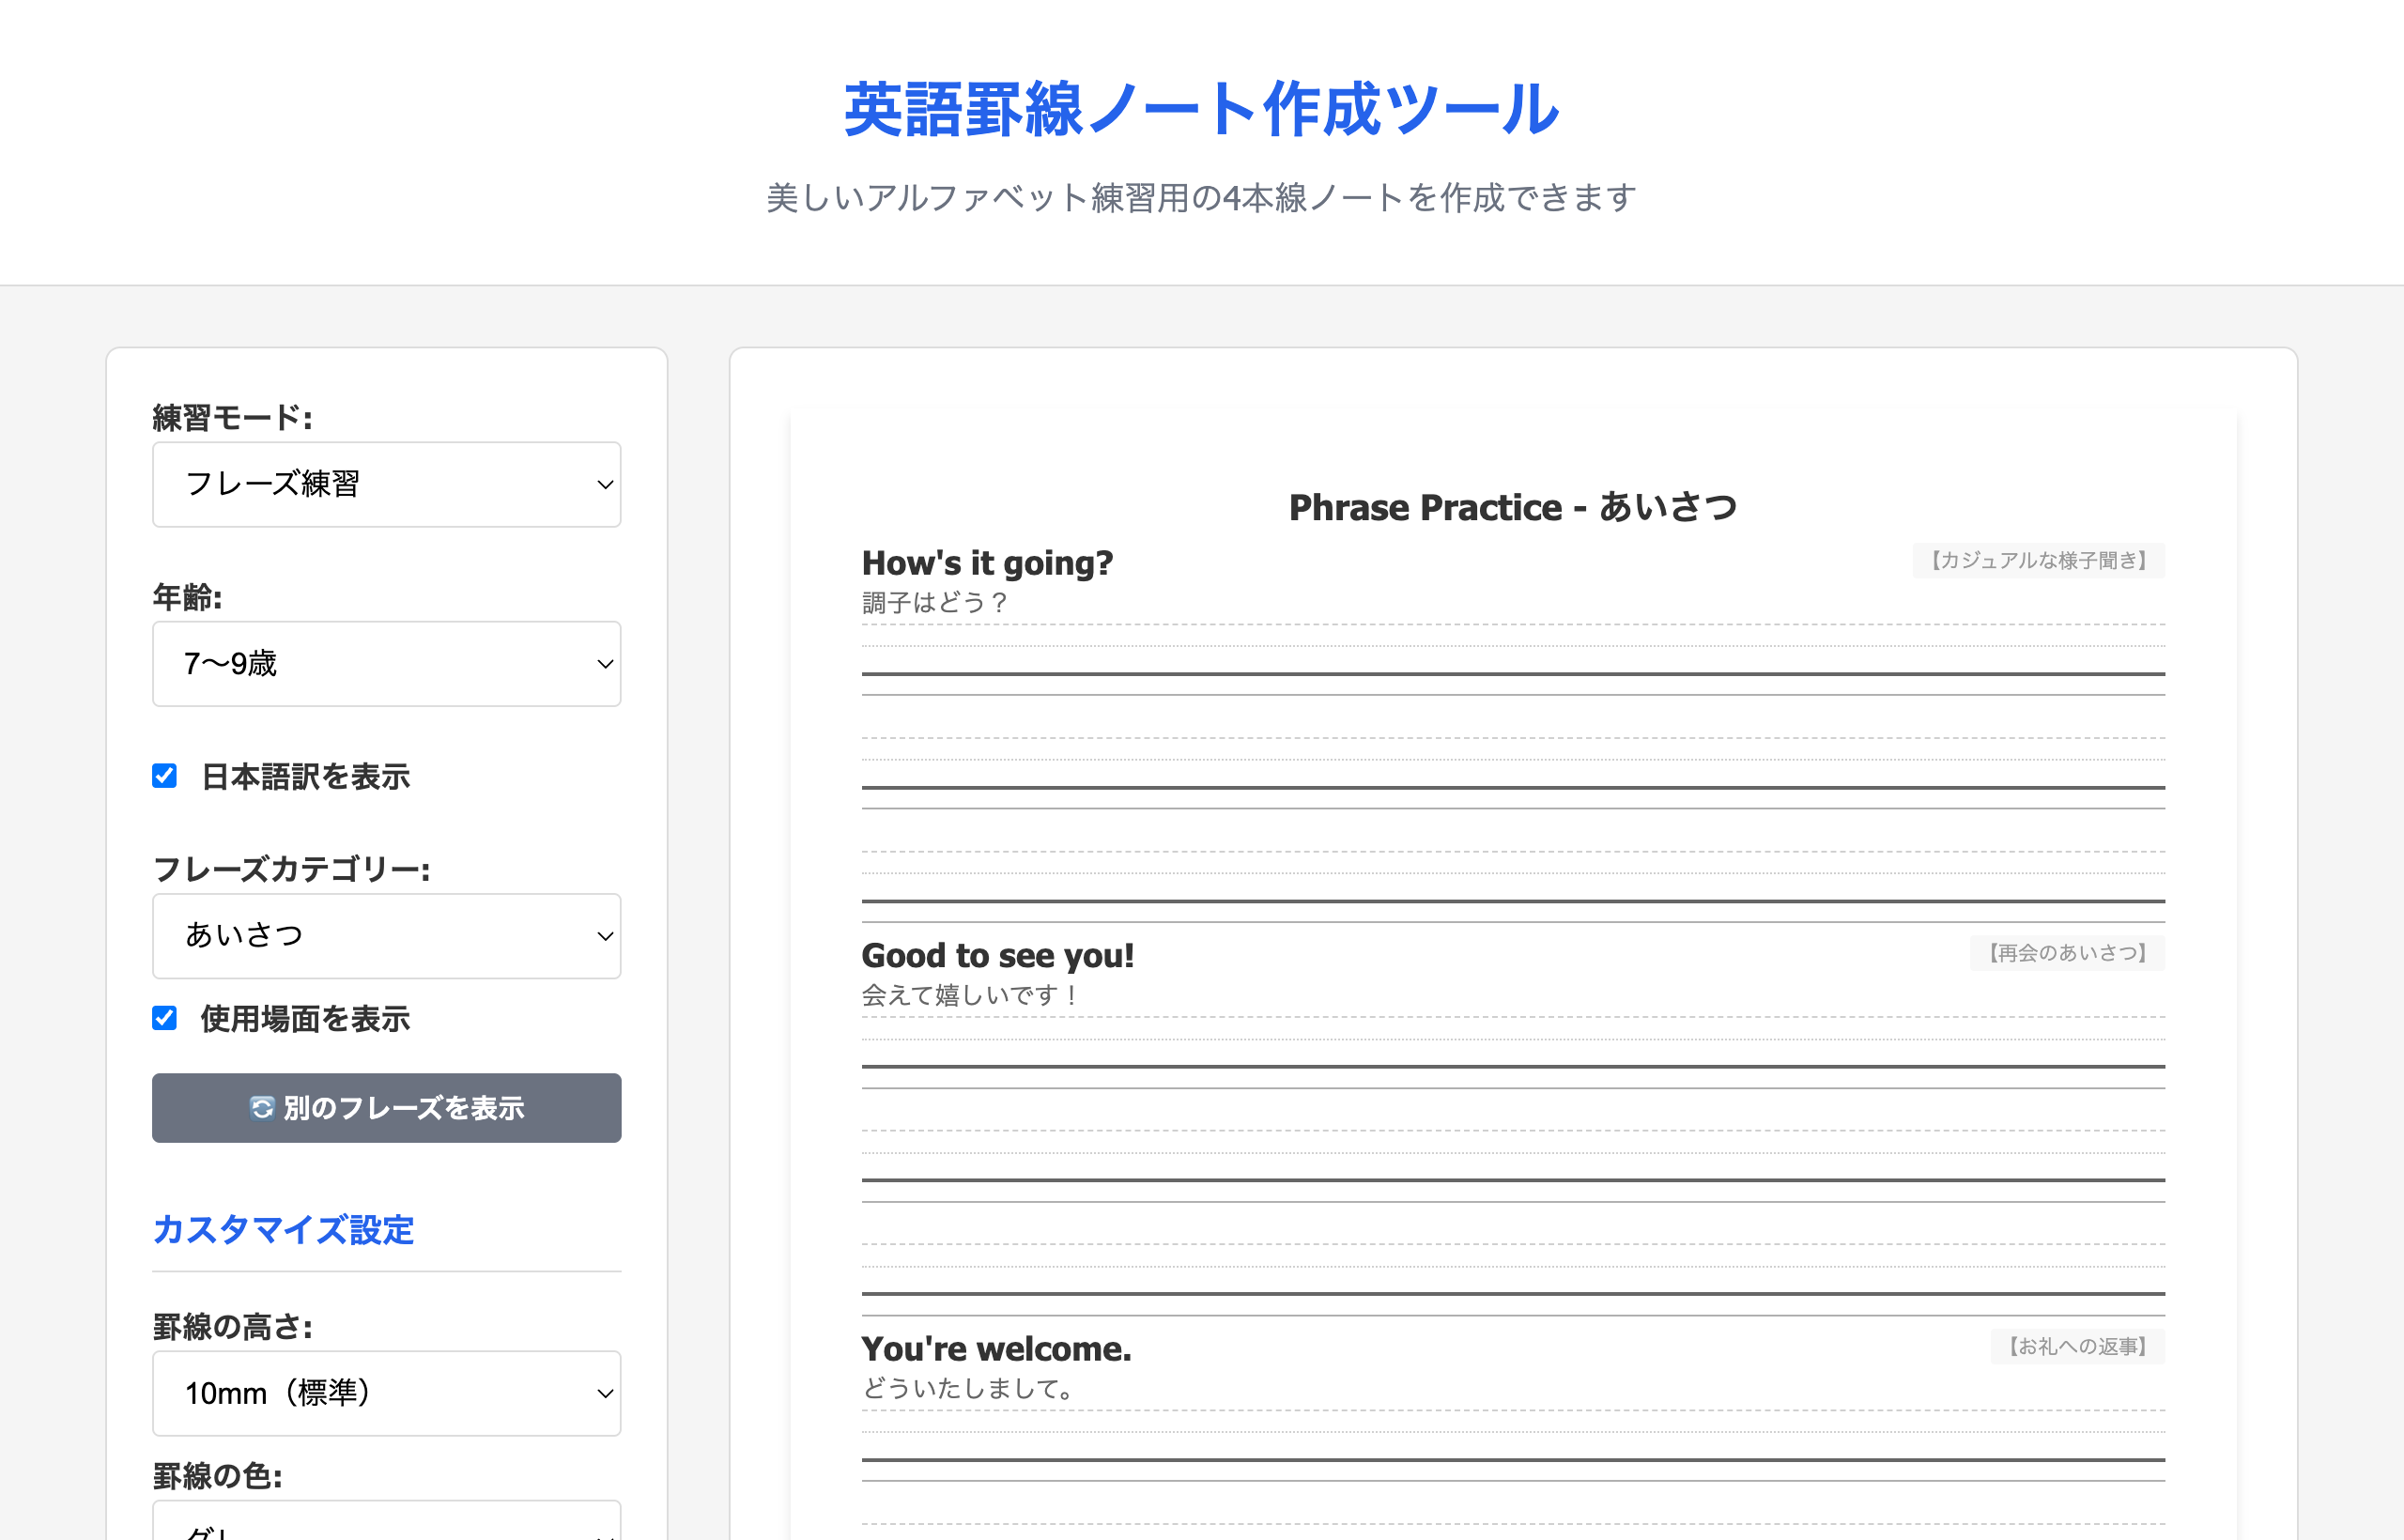 英語罫線ノート作成ツール
美しいアルファベット練習用の4本線ノートを作成できます
練習モード:
フレーズ練習
年齢:
7〜9歳
日本語訳を表示
フレーズカテゴリー:
あいさつ
使用場面を表示
別のフレーズを表示
カスタマイズ設定
罫線の高さ:
10mm（標準）
罫線の色:
Phrase Practice - あいさつ
How's it going?
【カジュアルな様子聞き】
調子はどう？
Good to see you!
【再会のあいさつ】
会えて嬉しいです！
You're welcome.
【お礼への返事】
どういたしまして。